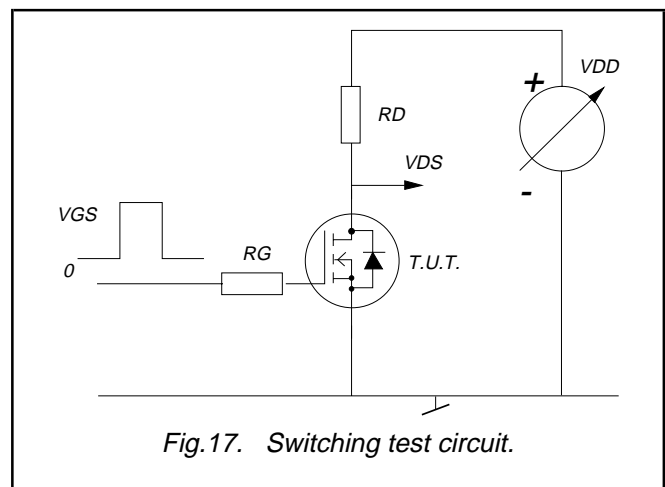 VDD
+
RD
VDS
-
VGS
RG
0
T.U.T.
Fig.17. Switching test circuit.